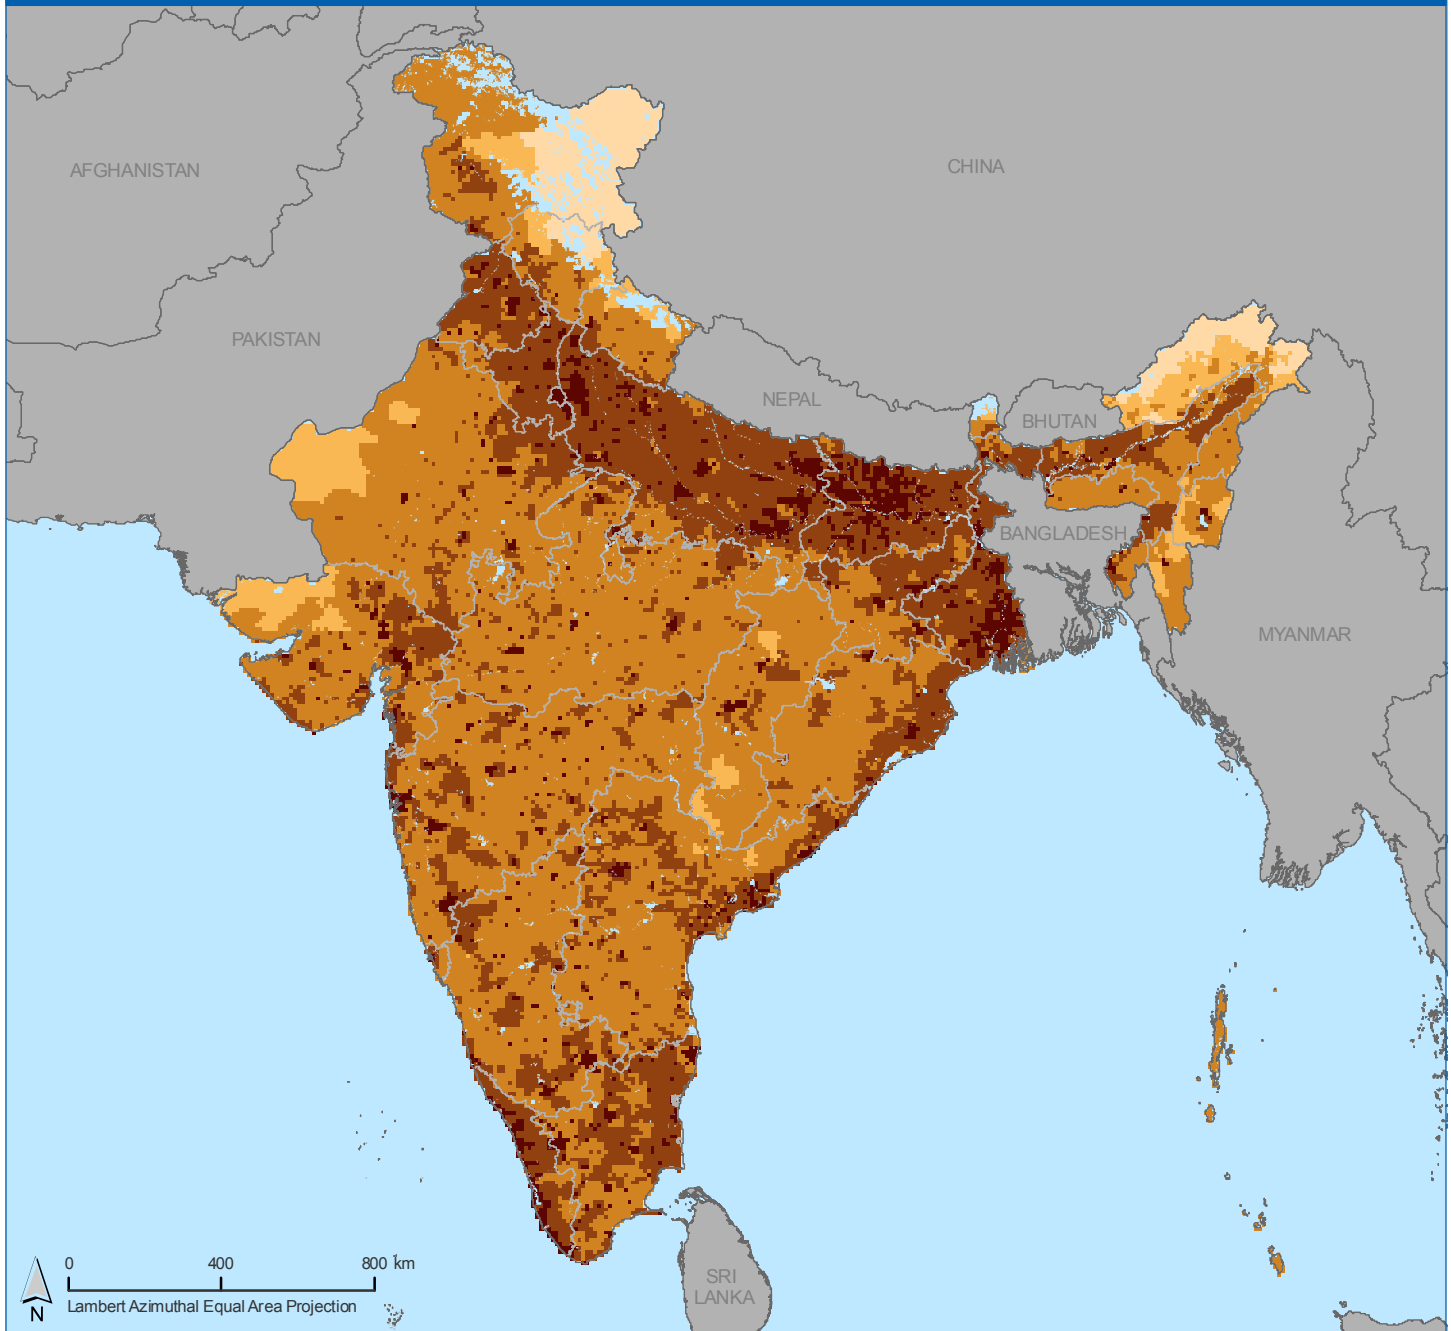 AFGHANISTAN
CHINA
PAKISTAN
NEPAL
BHUTAN
BANGLADESH
MYANMAR
SRI
LANKA
0 400 800 km
Lambert Azimuthal Equal Area Projection
N